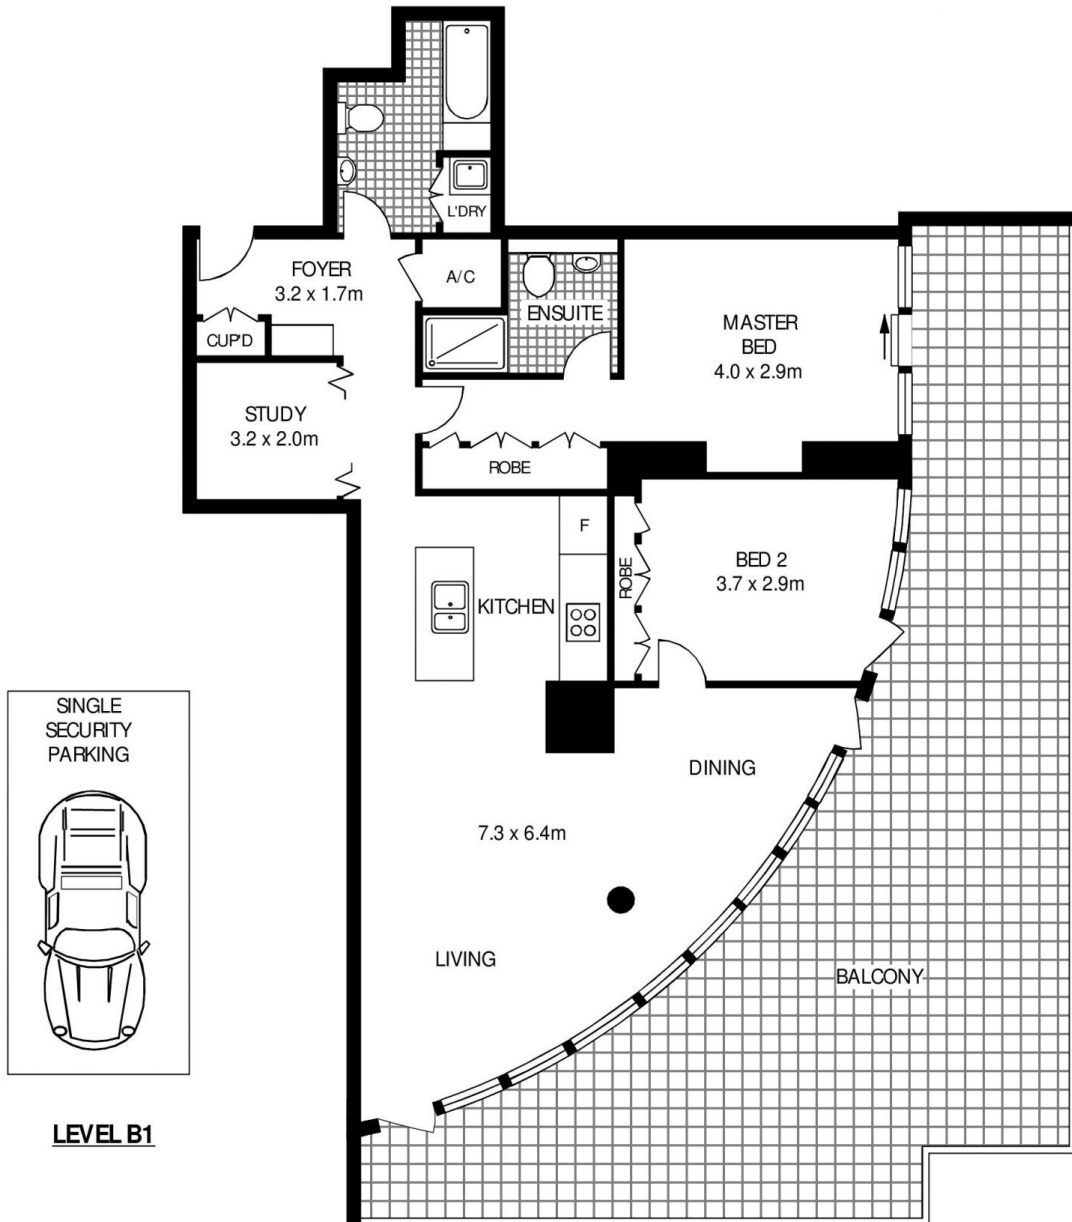 L'DRY
FOYER
3.2 x 1.7m
A/C
ENSUITE
CUP'D
MASTER
BED
4.0 x 2.9m
STUDY
3.2 x 2.0m
ROBE
F
KITCHEN
ROBE
BED 2
3.7 x 2.9m
SINGLE
SECURITY
PARKING
DINING
7.3 x 6.4m
LIVING
BALCONY
LEVEL B1